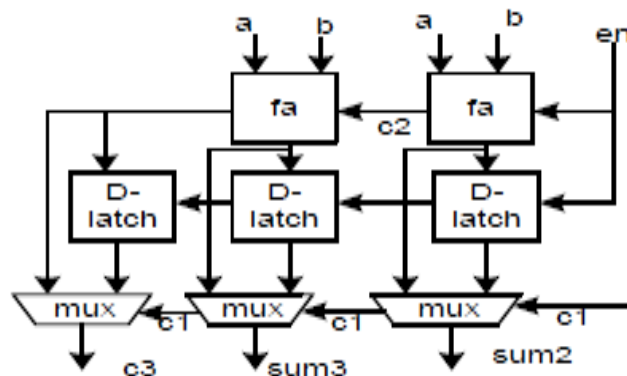 a b a b en
fa fa
c2
D-latch D-latch D-latch
mux mux mux
c1 c1 c1
c3 sum3 sum2